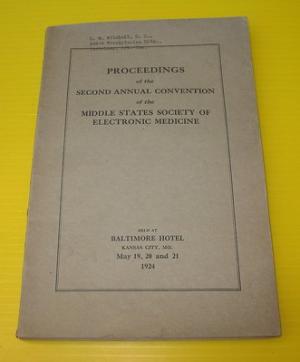 PROCEEDINGS
of the
SECOND ANNUAL CONVENTION
of the
MIDDLE STATES SOCIETY OF
ELECTRONIC MEDICINE
HELD AT
BALTIMORE HOTEL
KANSAS CITY, MO.
May 19, 20 and 21
1924